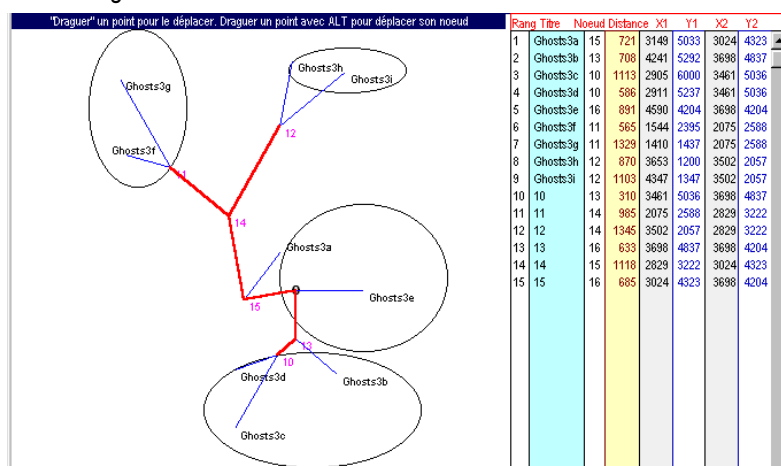 "Draguer" un point pour le déplacer. Draguer un point avec ALT pour déplacer son noeud
Rang Titre Noeud Distance X1 Y1 X2 Y2
1 Ghosts3a 15 721 3149 5033 3024 4323
2 Ghosts3b 13 708 4241 5292 3698 4837
3 Ghosts3c 10 1113 2905 6000 3461 5036
4 Ghosts3d 10 586 2911 5237 3461 5036
5 Ghosts3e 16 891 4590 4204 3698 4204
6 Ghosts3f 11 565 1544 2395 2075 2588
7 Ghosts3g 11 1329 1410 1437 2075 2588
8 Ghosts3h 12 870 3653 1200 3502 2057
9 Ghosts3i 12 1103 4347 1347 3502 2057
10 10 13 310 3461 5036 3698 4837
11 11 14 985 2075 2588 2829 3222
12 12 14 1345 3502 2057 2829 3222
13 13 16 633 3698 4837 3698 4204
14 14 15 1118 2829 3222 3024 4323
15 15 16 685 3024 4323 3698 4204
Ghosts3h
Ghosts3i
Ghosts3g
12
Ghosts3f
11
14
Ghosts3a
Ghosts3e
15
13
10
Ghosts3d
Ghosts3b
Ghosts3c